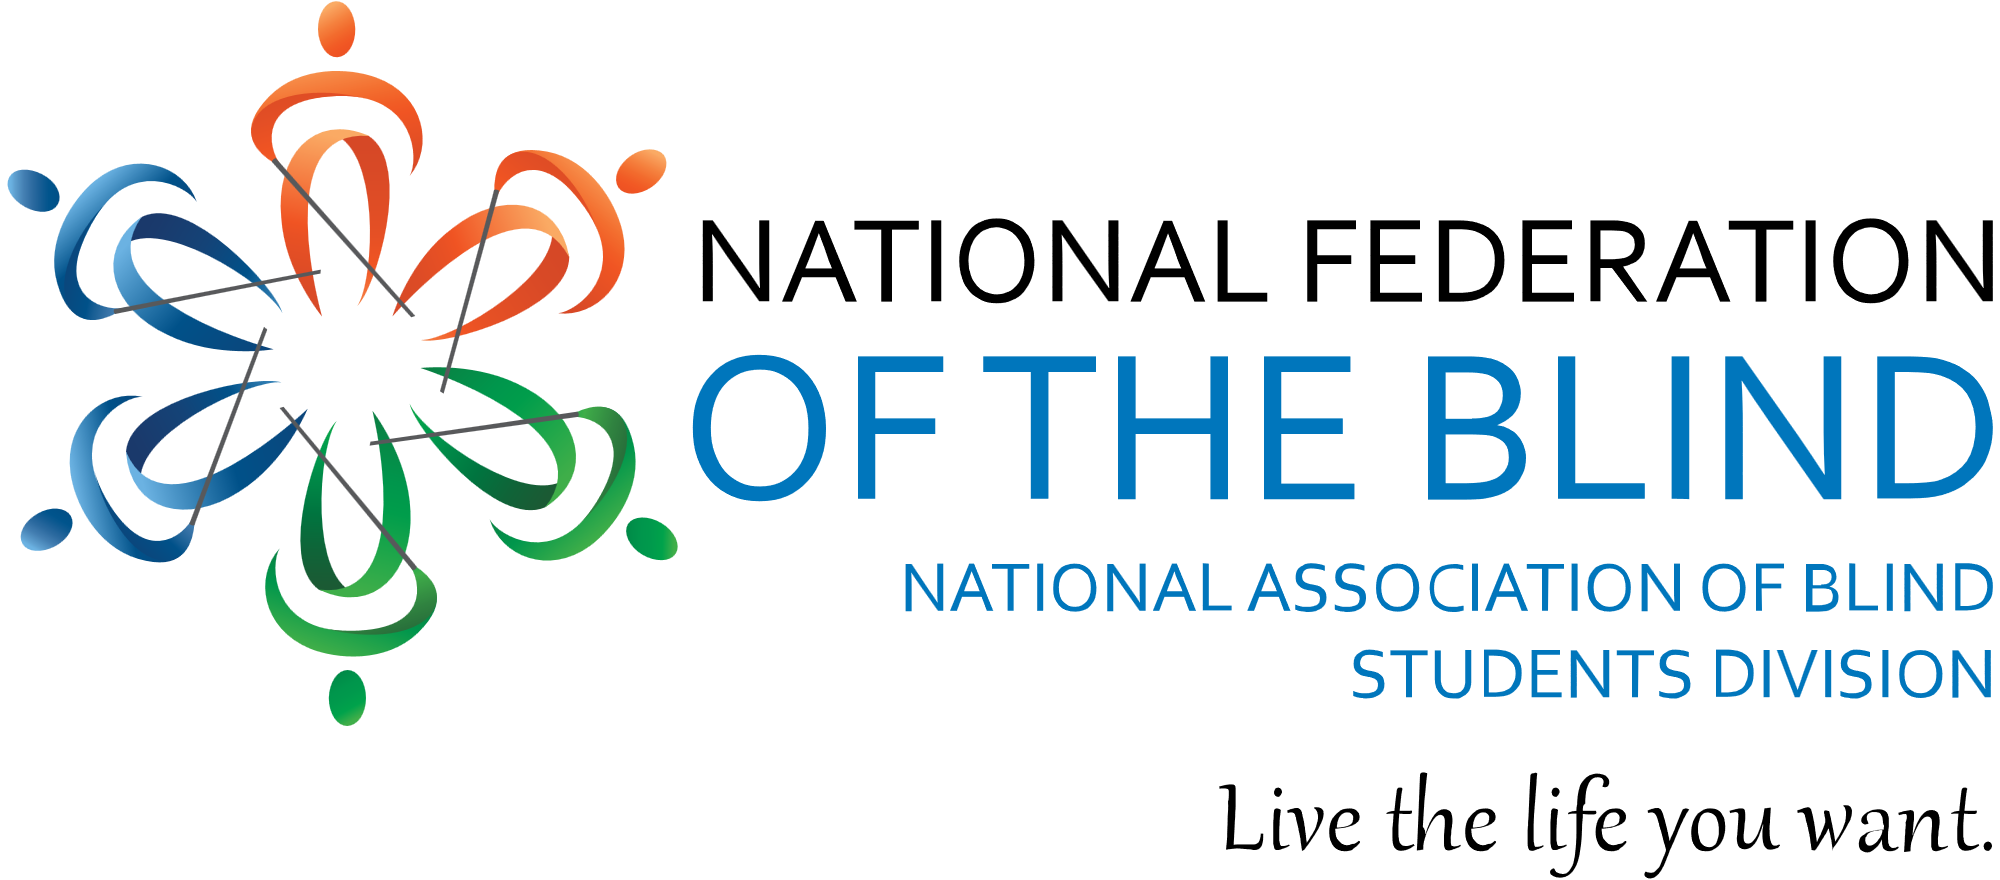 NATIONAL FEDERATION
OF THE BLIND
NATIONAL ASSOCIATION OF BLIND
STUDENTS DIVISION
Live the life you want.